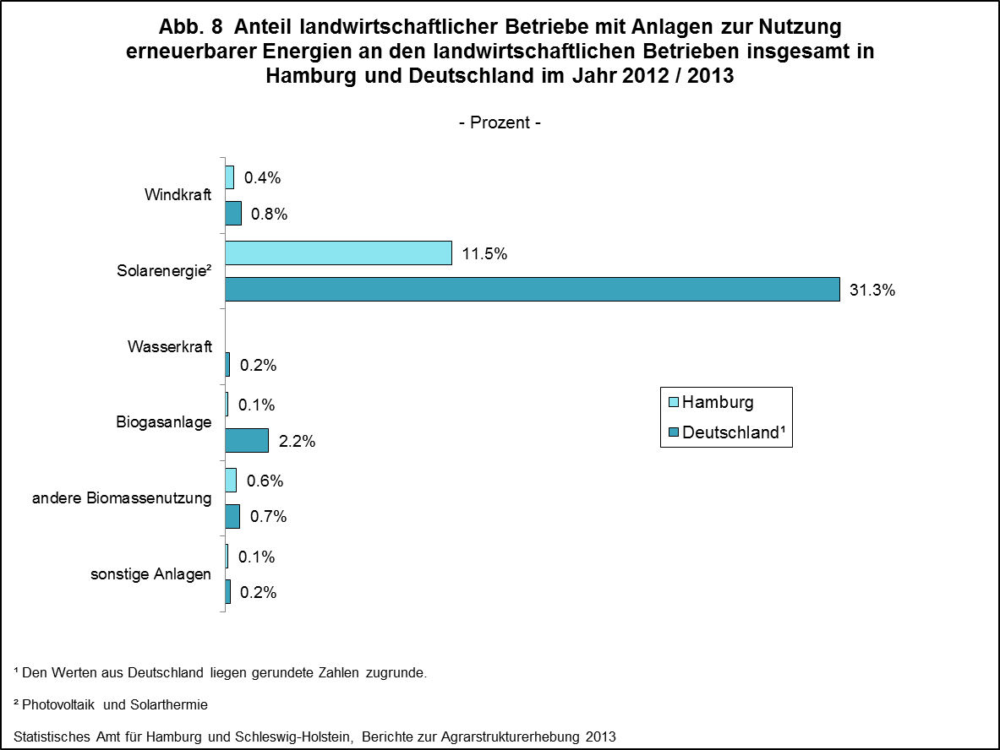 Abb. 8  Anteil landwirtschaftlicher Betriebe mit Anlagen zur Nutzung
erneuerbarer Energien an den landwirtschaftlichen Betrieben insgesamt in
Hamburg und Deutschland im Jahr 2012 / 2013
- Prozent -
Windkraft
0.4%
0.8%
Solarenergie²
11.5%
31.3%
Wasserkraft
0.2%
Biogasanlage
0.1%
2.2%
andere Biomassenutzung
0.6%
0.7%
sonstige Anlagen
0.1%
0.2%
Hamburg
Deutschland¹
¹ Den Werten aus Deutschland liegen gerundete Zahlen zugrunde.
² Photovoltaik und Solarthermie
Statistisches Amt für Hamburg und Schleswig-Holstein, Berichte zur Agrarstrukturerhebung 2013